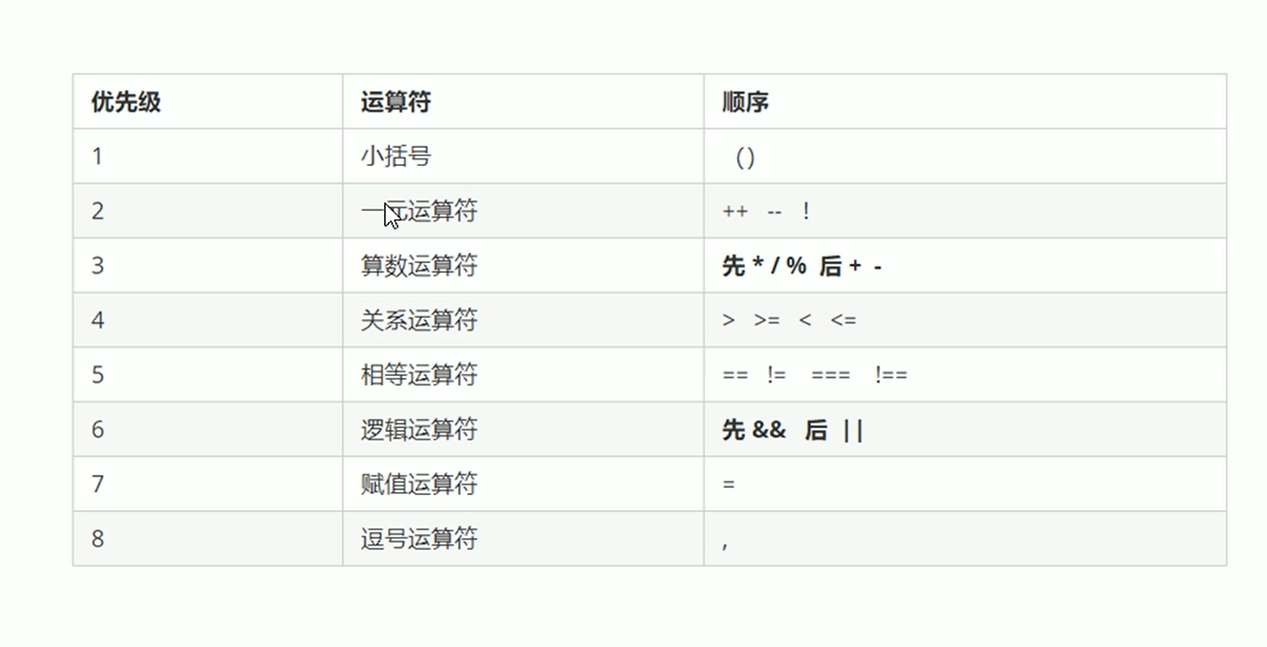 优先级 运算符 顺序
1 小括号 ()
2 一元运算符 ++ -- !
3 算数运算符 先 * / % 后 + -
4 关系运算符 > >= < <=
5 相等运算符 == != === !==
6 逻辑运算符 先 && 后 ||
7 赋值运算符 =
8 逗号运算符 ,